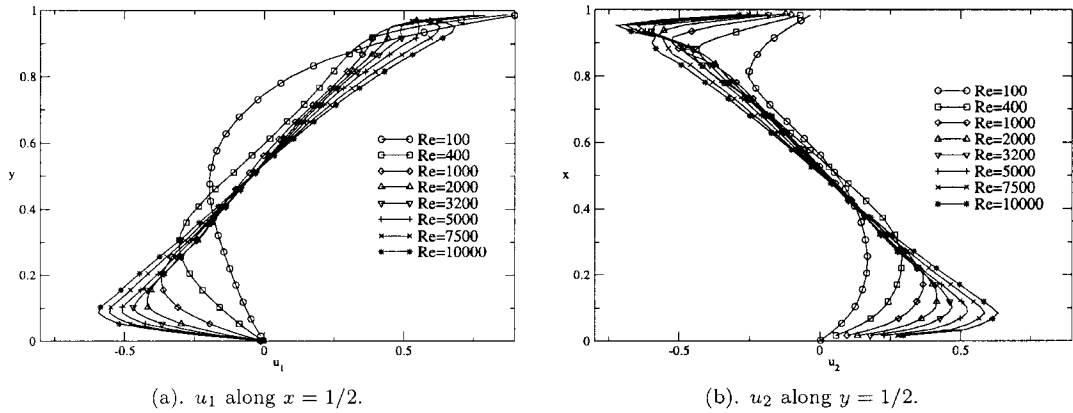 1
0.8
0.6
y
0.4
0.2
0
-0.5
0
0.5
u1
Re=100
Re=400
Re=1000
Re=2000
Re=3200
Re=5000
Re=7500
Re=10000
(a). u1 along x = 1/2.
1
0.8
0.6
x
0.4
0.2
0
-0.5
0
0.5
u2
Re=100
Re=400
Re=1000
Re=2000
Re=3200
Re=5000
Re=7500
Re=10000
(b). u2 along y = 1/2.